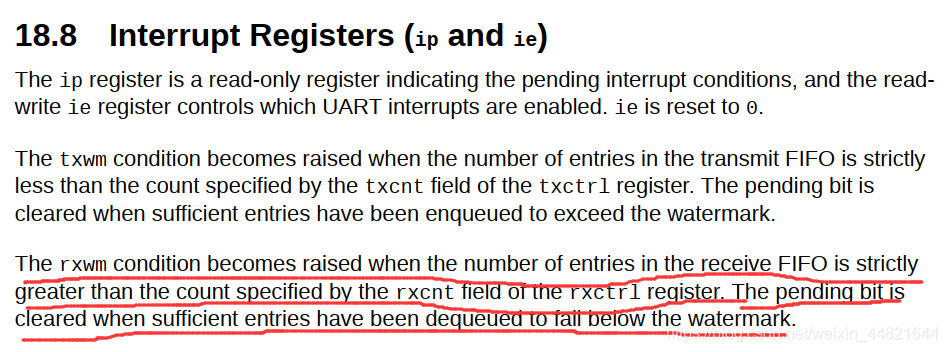 18.8 Interrupt Registers (ip and ie)
The ip register is a read-only register indicating the pending interrupt conditions, and the read-
write ie register controls which UART interrupts are enabled. ie is reset to 0.
The txwm condition becomes raised when the number of entries in the transmit FIFO is strictly
less than the count specified by the txcnt field of the txctrl register. The pending bit is
cleared when sufficient entries have been enqueued to exceed the watermark.
The rxwm condition becomes raised when the number of entries in the receive FIFO is strictly
greater than the count specified by the rxcnt field of the rxctrl register. The pending bit is
cleared when sufficient entries have been dequeued to fall below the watermark.
https://blog.csdn.net/weixin_44821644